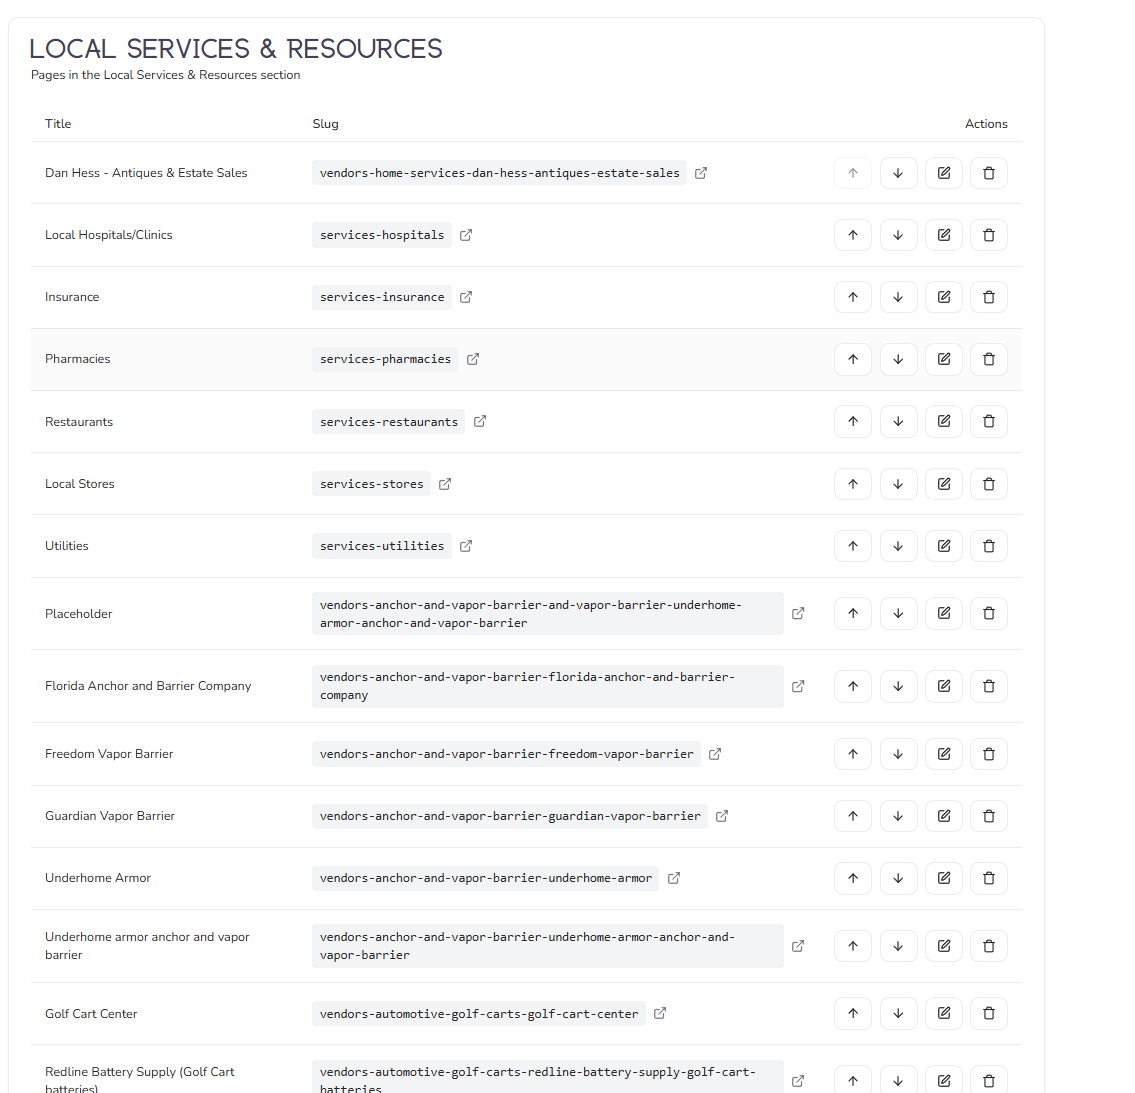 LOCAL SERVICES & RESOURCES
Pages in the Local Services & Resources section
Title Slug Actions
Dan Hess - Antiques & Estate Sales vendors-home-services-dan-hess-antiques-estate-sales
Local Hospitals/Clinics services-hospitals
Insurance services-insurance
Pharmacies services-pharmacies
Restaurants services-restaurants
Local Stores services-stores
Utilities services-utilities
Placeholder vendors-anchor-and-vapor-barrier-and-vapor-barrier-underhome-
armor-anchor-and-vapor-barrier
Florida Anchor and Barrier Company vendors-anchor-and-vapor-barrier-florida-anchor-and-barrier-
company
Freedom Vapor Barrier vendors-anchor-and-vapor-barrier-freedom-vapor-barrier
Guardian Vapor Barrier vendors-anchor-and-vapor-barrier-guardian-vapor-barrier
Underhome Armor vendors-anchor-and-vapor-barrier-underhome-armor
Underhome armor anchor and vapor vendors-anchor-and-vapor-barrier-underhome-armor-anchor-and-
barrier vapor-barrier
Golf Cart Center vendors-automotive-golf-carts-golf-cart-center
Redline Battery Supply (Golf Cart vendors-automotive-golf-carts-redline-battery-supply-golf-cart-
batteries) batteries